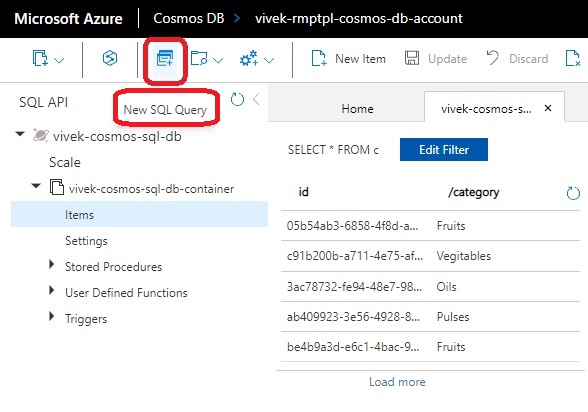 Microsoft Azure Cosmos DB > vivek-rmptpl-cosmos-db-account
New Item Update Discard
SQL API
New SQL Query
Home
vivek-cosmos-s...
vivek-cosmos-sql-db
Scale
vivek-cosmos-sql-db-container
Items
Settings
Stored Procedures
User Defined Functions
Triggers
SELECT * FROM c Edit Filter
id /category
05b54ab3-6858-4f8d-a... Fruits
c91b200b-a711-4e75-af... Vegitables
3ac78732-fe94-48e7-98... Oils
ab409923-3e56-4928-8... Pulses
be4b9a3d-e6c1-4bac-9... Fruits
Load more